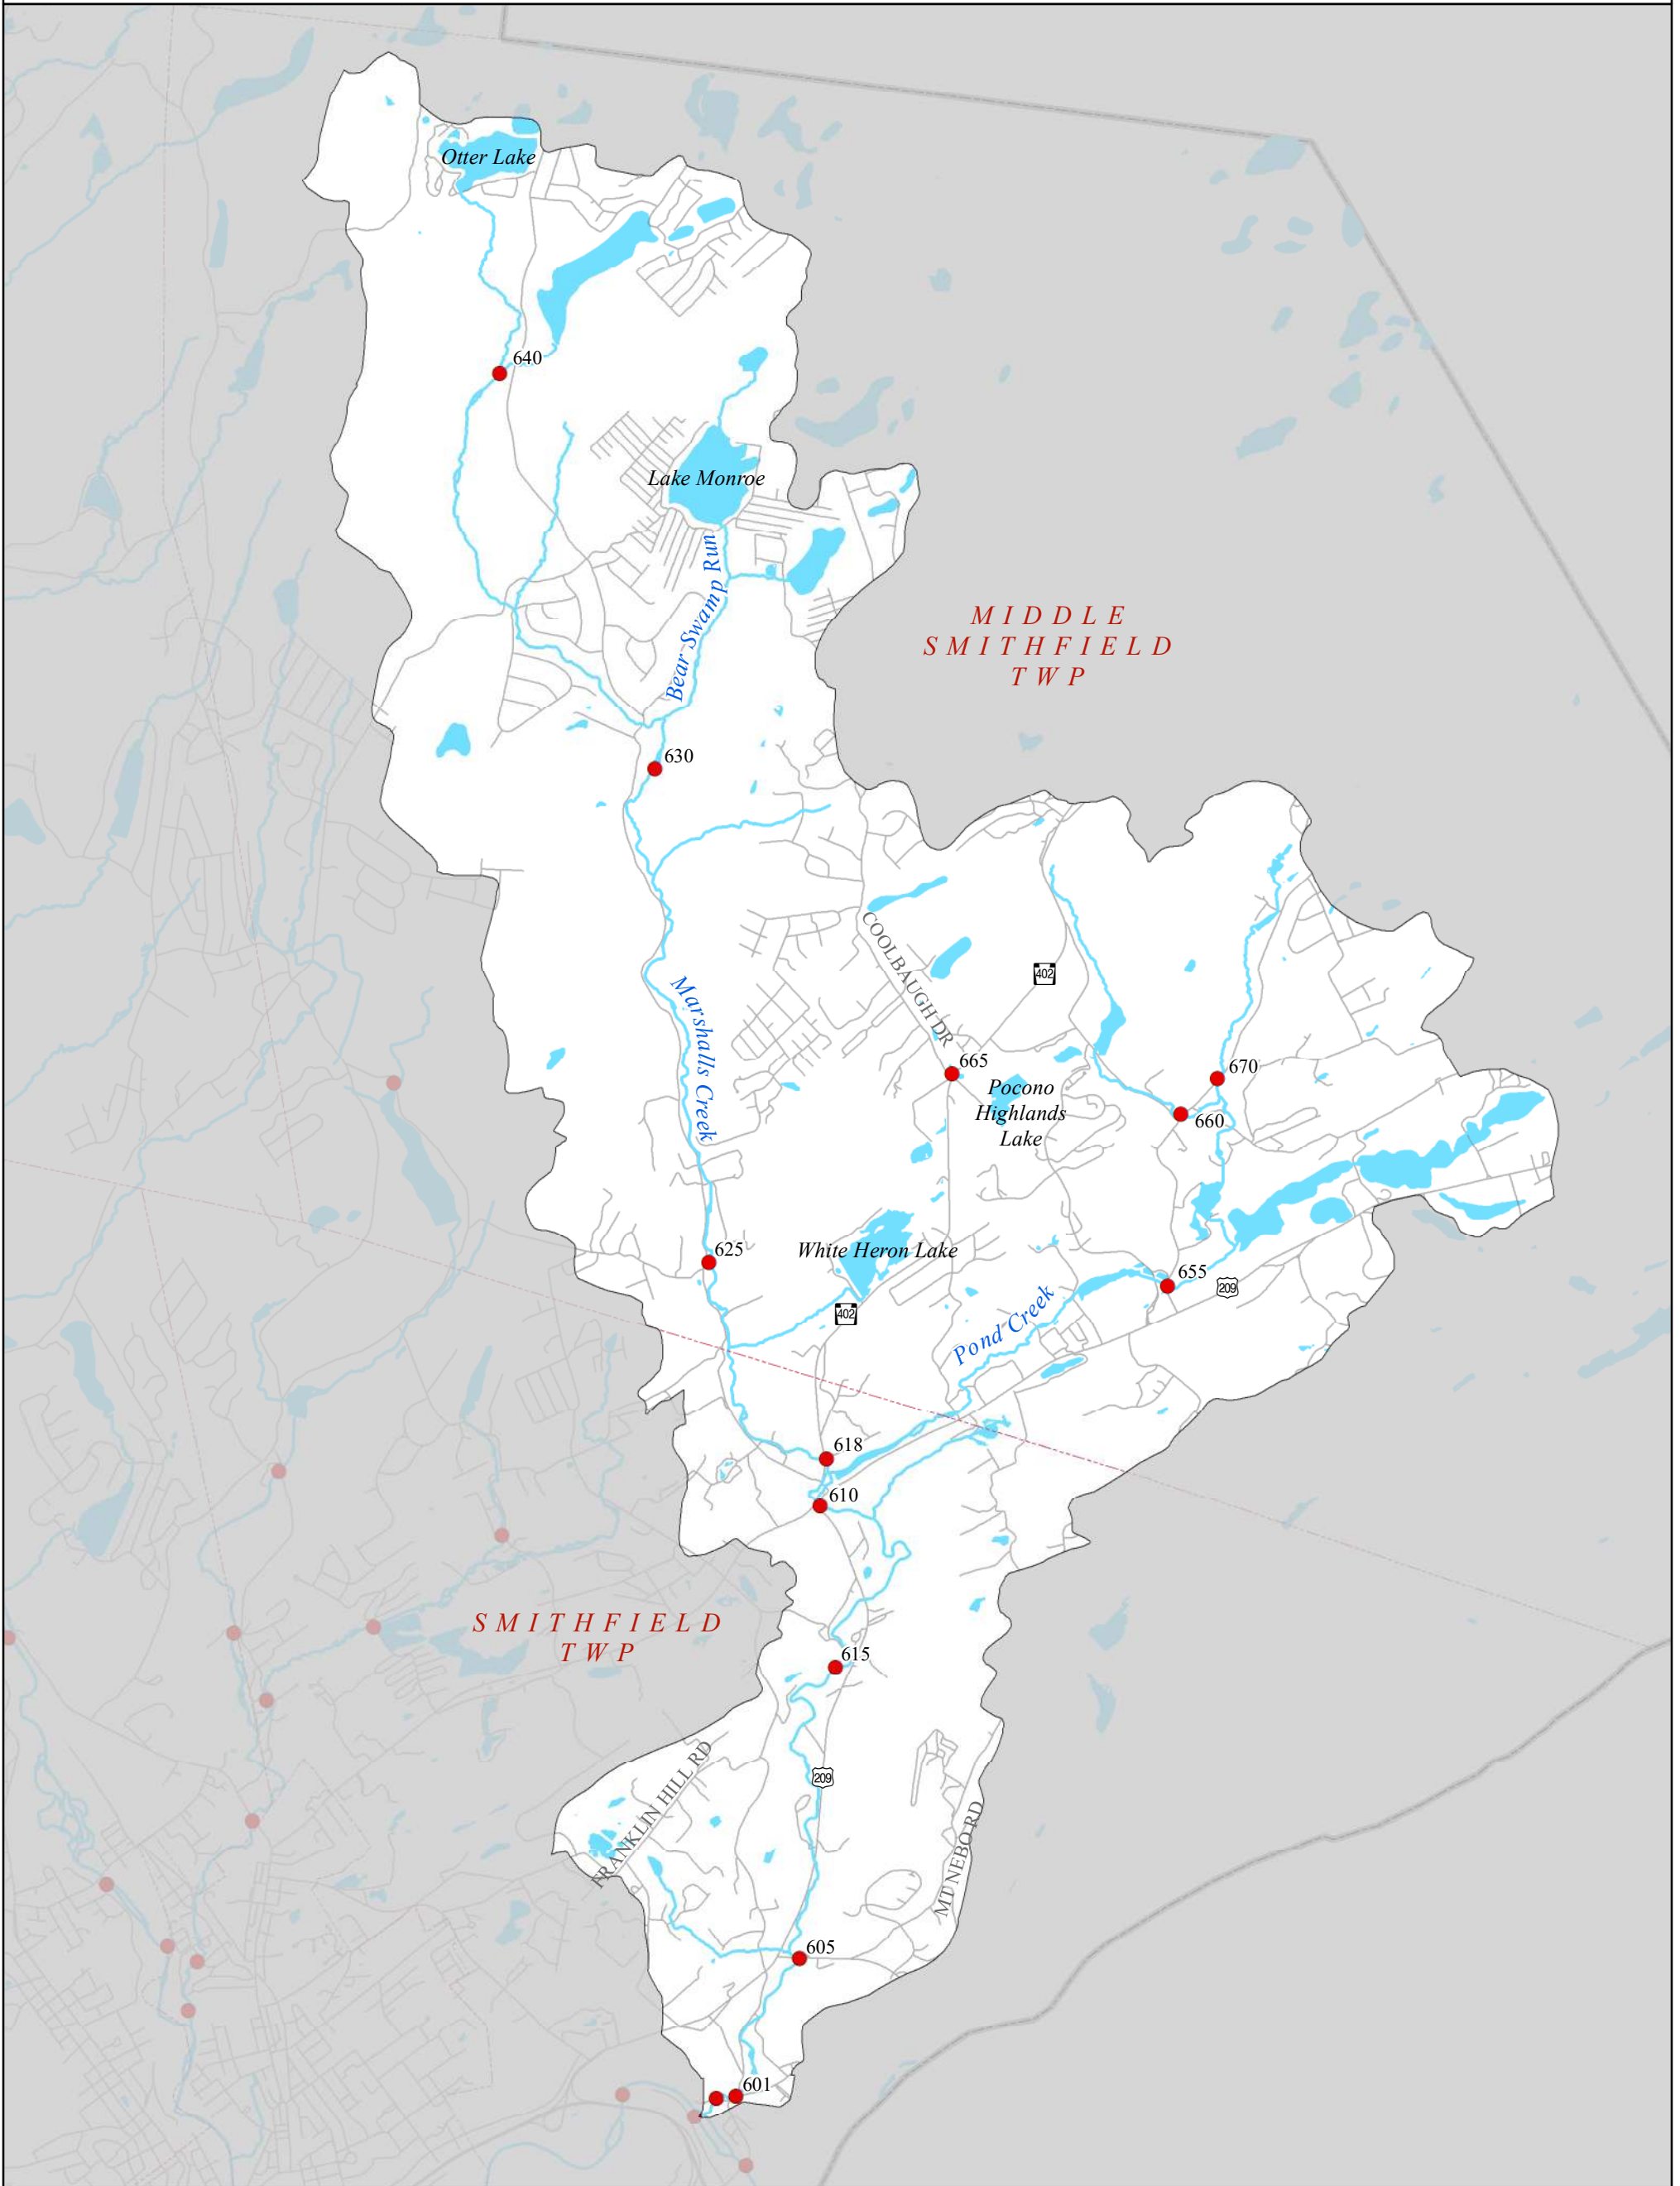 Otter Lake
640
Lake Monroe
Bear Swamp Run
MIDDLE
SMITHFIELD
TWP
630
COOLBAUGH DR
402
Marshalls Creek
665
Pocono
Highlands
Lake
670
660
625
White Heron Lake
402
655
209
Pond Creek
618
610
SMITHFIELD
TWP
615
FRANKLIN HILL RD
209
MT NEBO RD
605
601